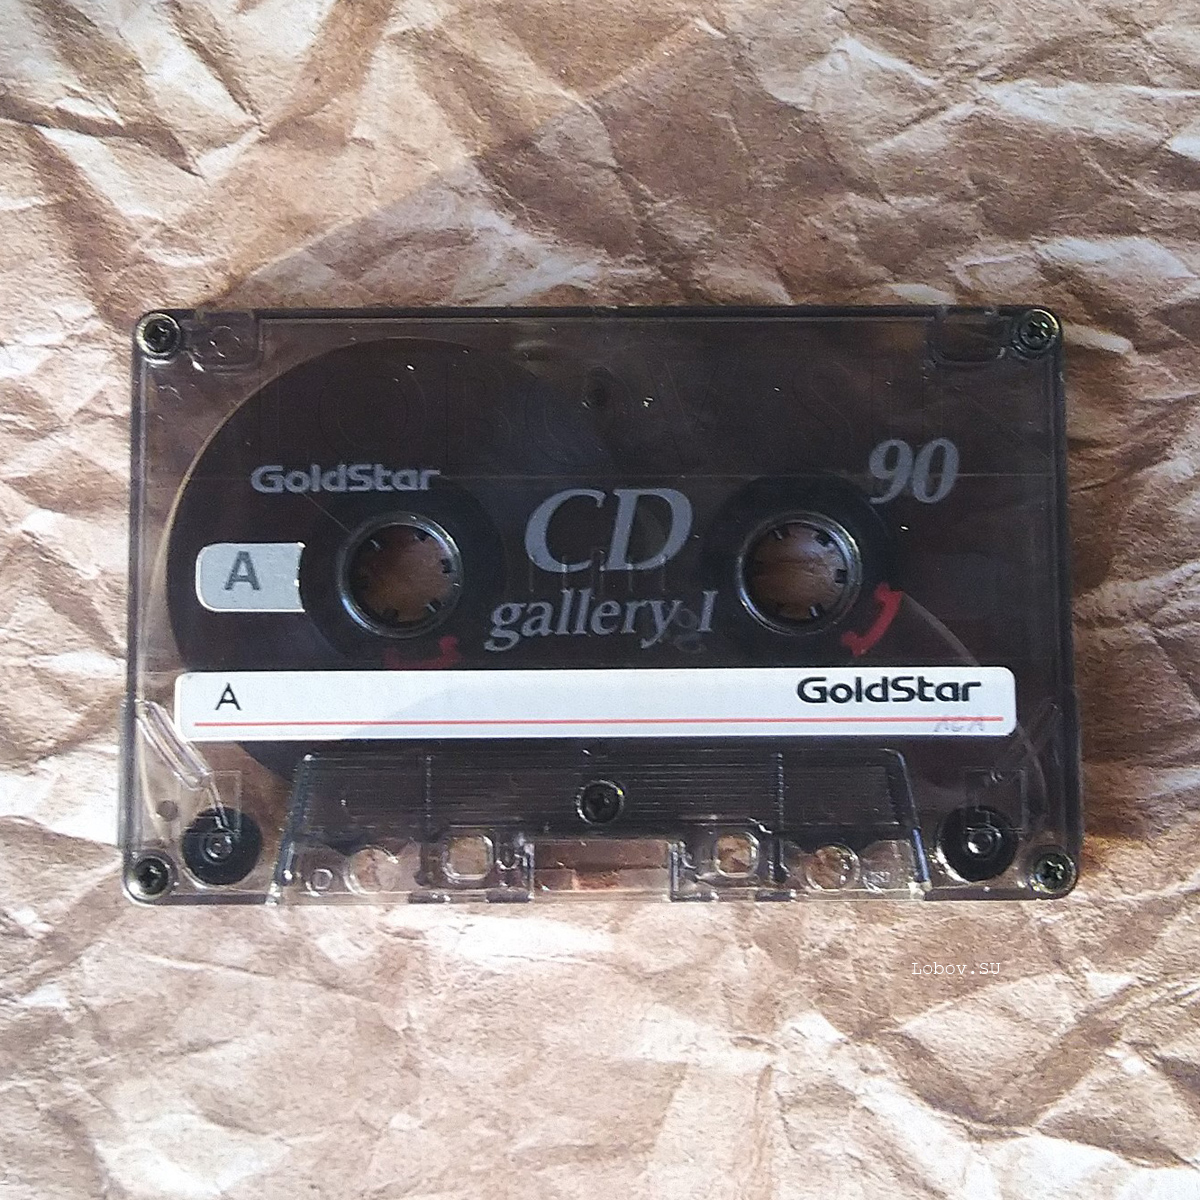 GoldStar
90
CD
A
gallery I
A
GoldStar
Lobov.SU